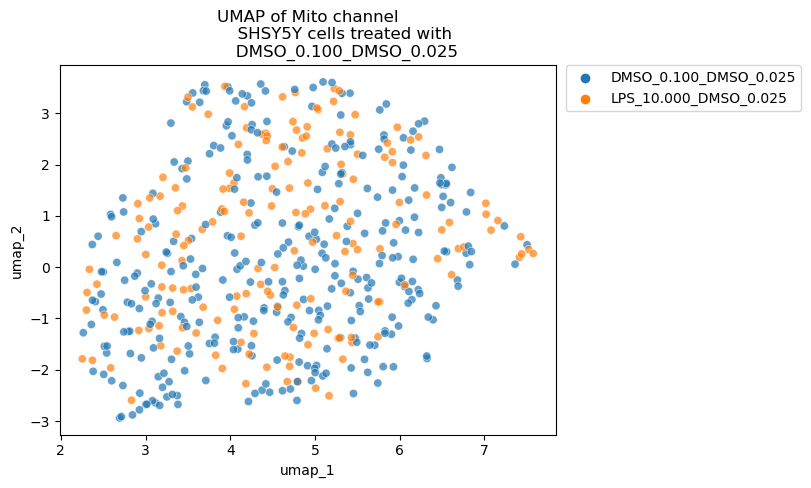 UMAP of Mito channel
SHSY5Y cells treated with
DMSO_0.100_DMSO_0.025
DMSO_0.100_DMSO_0.025
LPS_10.000_DMSO_0.025
umap_2
3
2
1
0
−1
−2
−3
2 3 4 5 6 7
umap_1